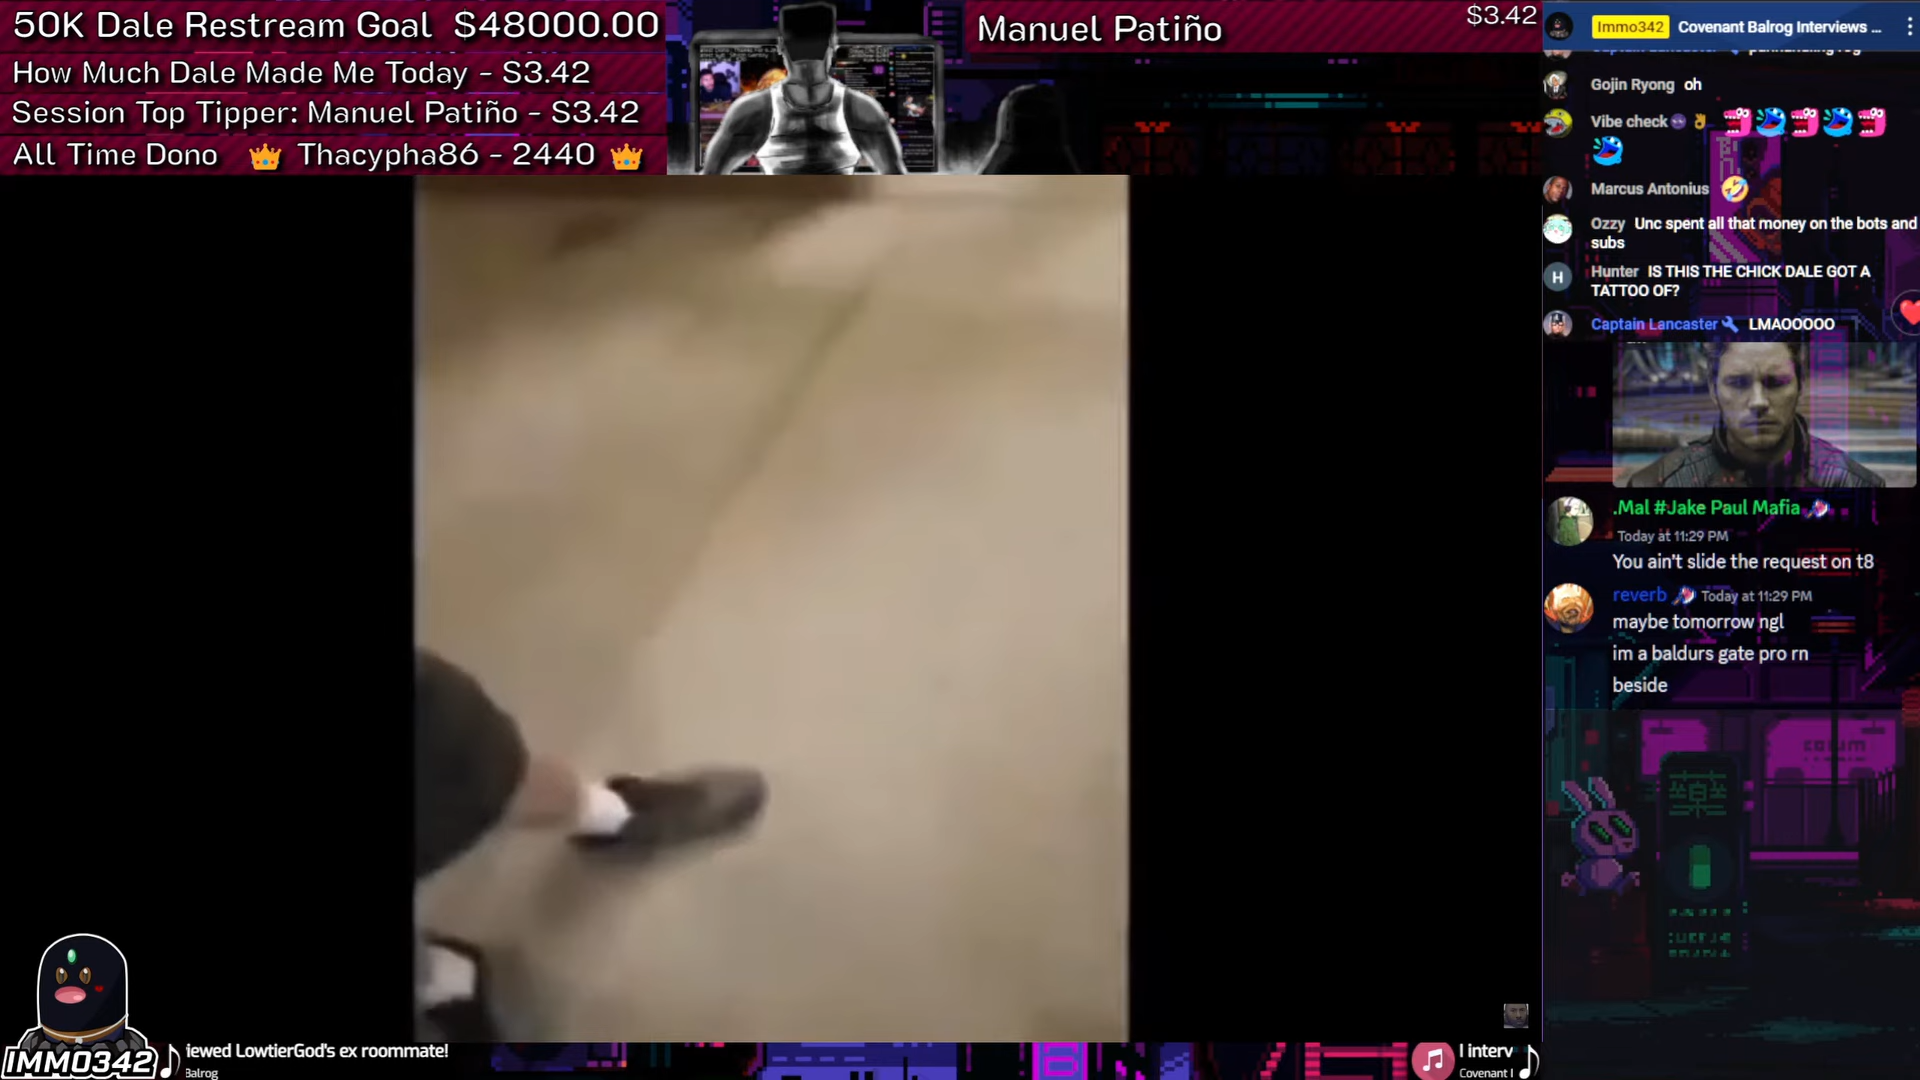 50K Dale Restream Goal $48000.00
How Much Dale Made Me Today - S3.42
Session Top Tipper: Manuel Patiño - S3.42
All Time Dono 👑 Thacypha86 - 2440 👑
Manuel Patiño
$3.42
Immo342 Covenant Balrog Interviews ...
Gojin Ryong oh
Vibe check
Marcus Antonius 🤣
Ozzy Unc spent all that money on the bots and
subs
H
Hunter IS THIS THE CHICK DALE GOT A
TATTOO OF?
Captain Lancaster LMAOOOOO
.Mal #Jake Paul Mafia
Today at 11:29 PM
You ain't slide the request on t8
reverb Today at 11:29 PM
maybe tomorrow ngl
im a baldurs gate pro rn
beside
薬
IMMO342
iewed LowtierGod's ex roommate!
Balrog
I interv
Covenant